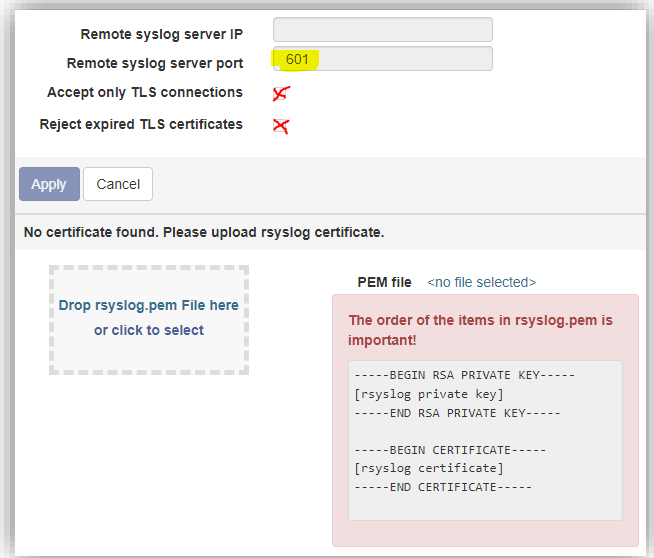 Remote syslog server IP
Remote syslog server port 601
Accept only TLS connections
Reject expired TLS certificates
Apply Cancel
No certificate found. Please upload rsyslog certificate.
Drop rsyslog.pem File here
or click to select
PEM file <no file selected>
The order of the items in rsyslog.pem is
important!
-----BEGIN RSA PRIVATE KEY-----
[rsyslog private key]
-----END RSA PRIVATE KEY-----
-----BEGIN CERTIFICATE-----
[rsyslog certificate]
-----END CERTIFICATE-----